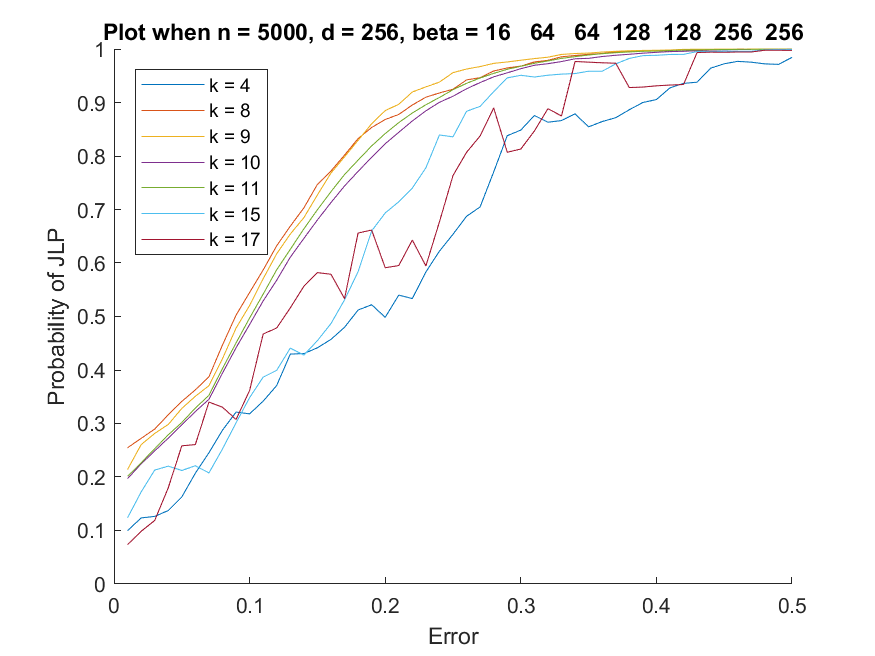 Plot when n = 5000, d = 256, beta = 16 64 64 128 128 256 256
1
0.9
0.8
0.7
0.6
0.5
0.4
0.3
0.2
0.1
0
Probability of JLP
k = 4
k = 8
k = 9
k = 10
k = 11
k = 15
k = 17
0 0.1 0.2 0.3 0.4 0.5
Error